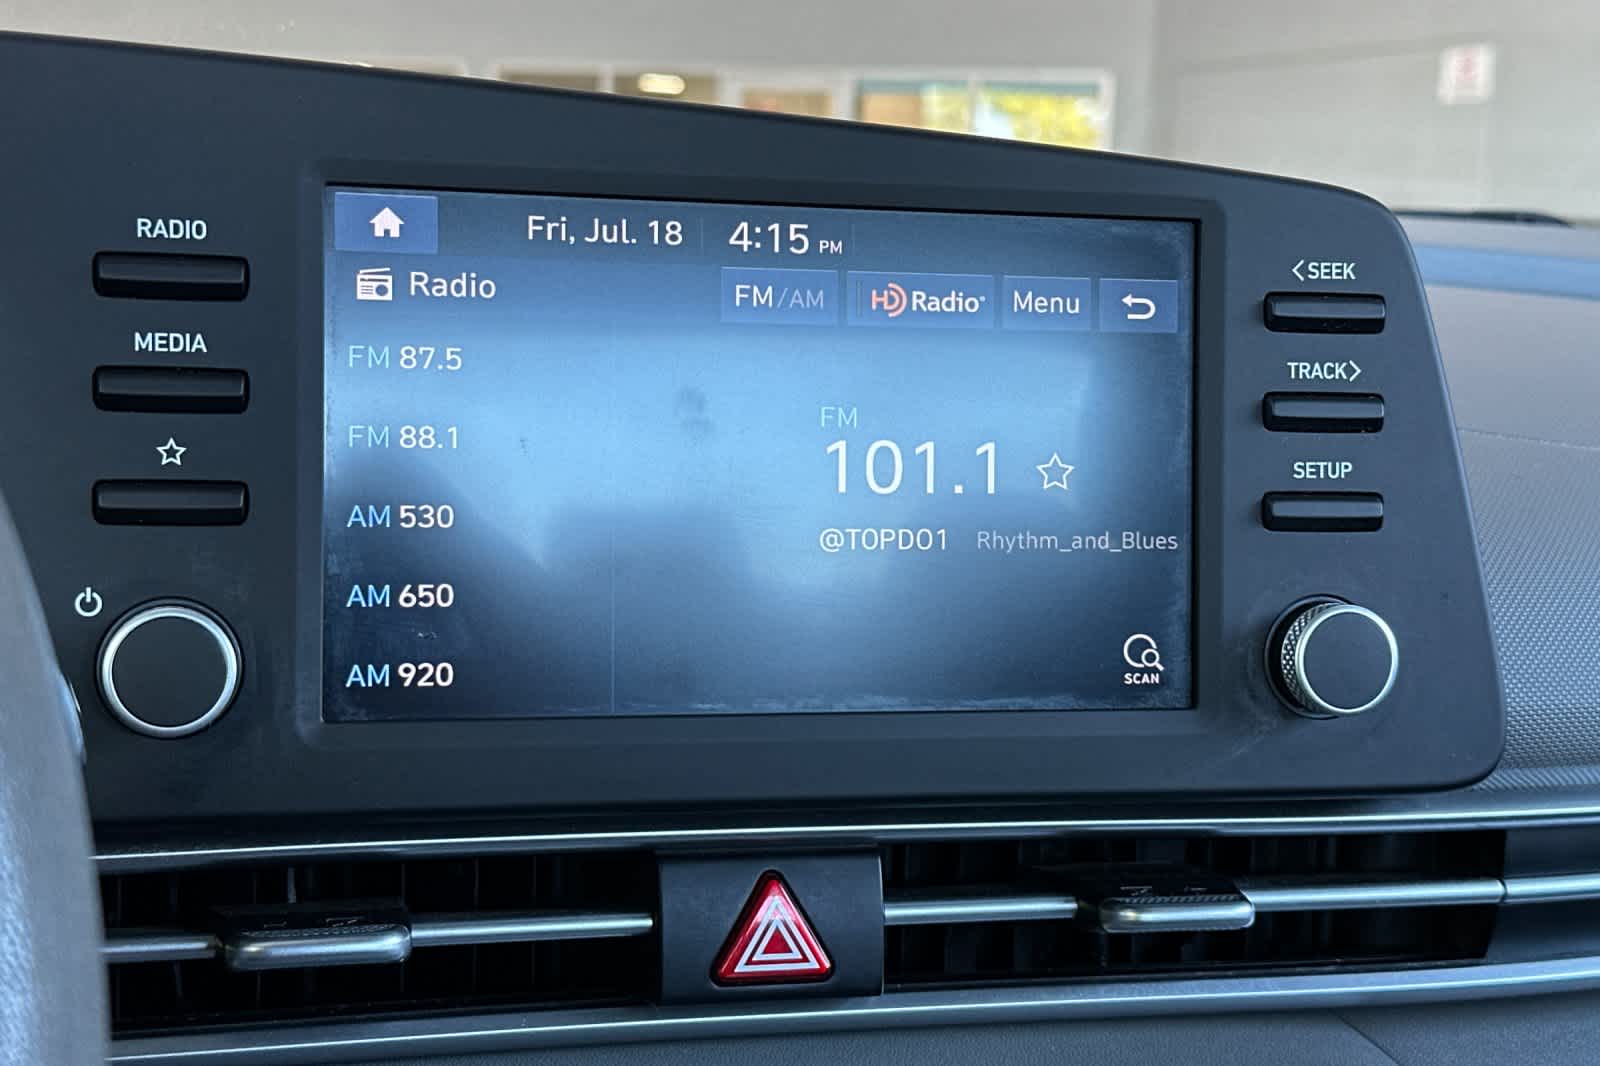 RADIO
MEDIA
Fri, Jul. 18 4:15 PM
Radio FM/AM HD Radio® Menu
FM 87.5
FM 88.1
AM 530
AM 650
AM 920
FM
101.1
@TOPDO1 Rhythm_and_Blues
SCAN
<SEEK
TRACK>
SETUP